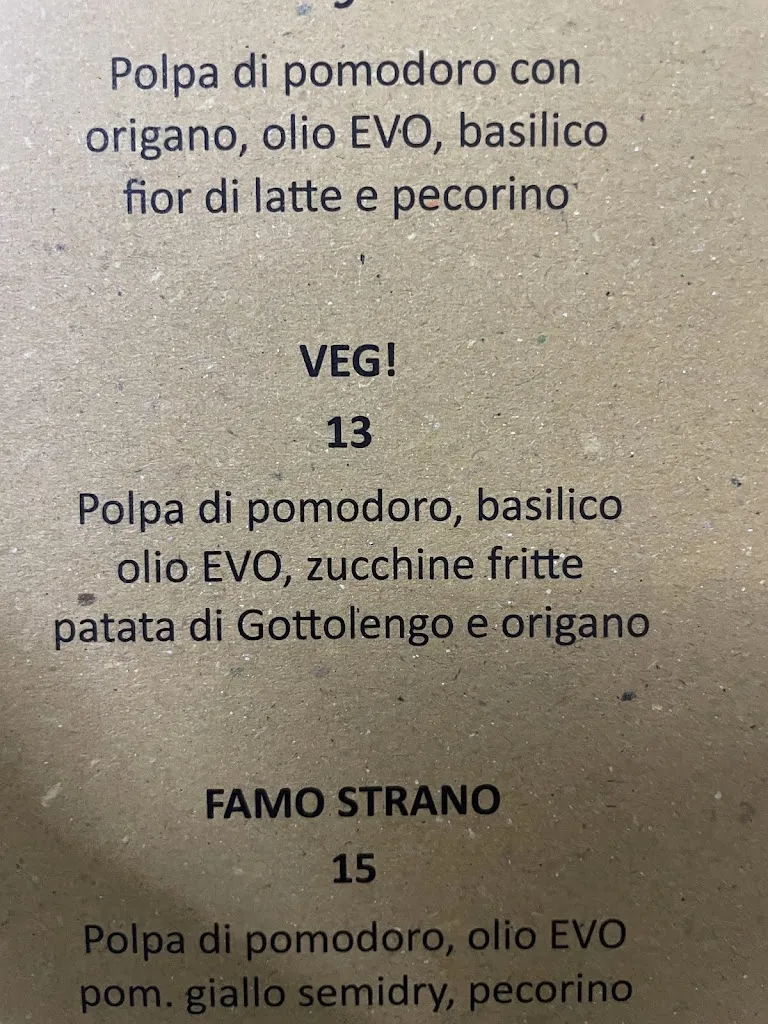 Polpa di pomodoro con
origano, olio EVO, basilico
fior di latte e pecorino
VEG!
13
Polpa di pomodoro, basilico
olio EVO, zucchine fritte
patata di Gottolengo e origano
FAMO STRANO
15
Polpa di pomodoro, olio EVO
pom. giallo semidry, pecorino